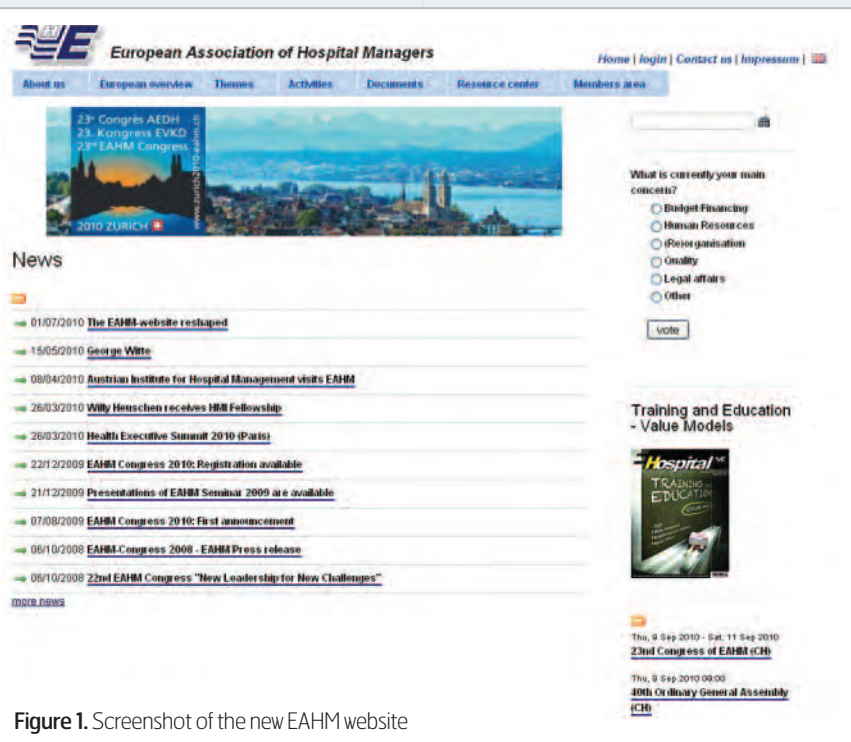 HE
European Association of Hospital Managers
Home | login | Contact us | Impressum |
About us European overview Themes Activities Documents Resource center Members area
23e Congrès AEDH
23. Kongress EVKD
23rd EAHM Congress
www.zurich2010-eahm.ch
2010 ZURICH
What is currently your main
concern?
Budget Financing
Human Resources
(Re)organisation
Quality
Legal affairs
Other
vote
News
01/07/2010 The EAHM-website reshaped
15/05/2010 George Witte
08/04/2010 Austrian Institute for Hospital Management visits EAHM
26/03/2010 Willy Heuschen receives HMI Fellowship
26/03/2010 Health Executive Summit 2010 (Paris)
22/12/2009 EAHM Congress 2010: Registration available
21/12/2009 Presentations of EAHM Seminar 2009 are available
07/08/2009 EAHM Congress 2010: First announcement
06/10/2008 EAHM-Congress 2008 - EAHM Press release
06/10/2008 22nd EAHM Congress "New Leadership for New Challenges"
more news
Training and Education
- Value Models
Hospital
TRAINING
EDUCATION
Thu, 9 Sep 2010 - Sat, 11 Sep 2010
23nd Congress of EAHM (CH)
Thu, 9 Sep 2010 09:00
40th Ordinary General Assembly
(CH)
Figure 1. Screenshot of the new EAHM website